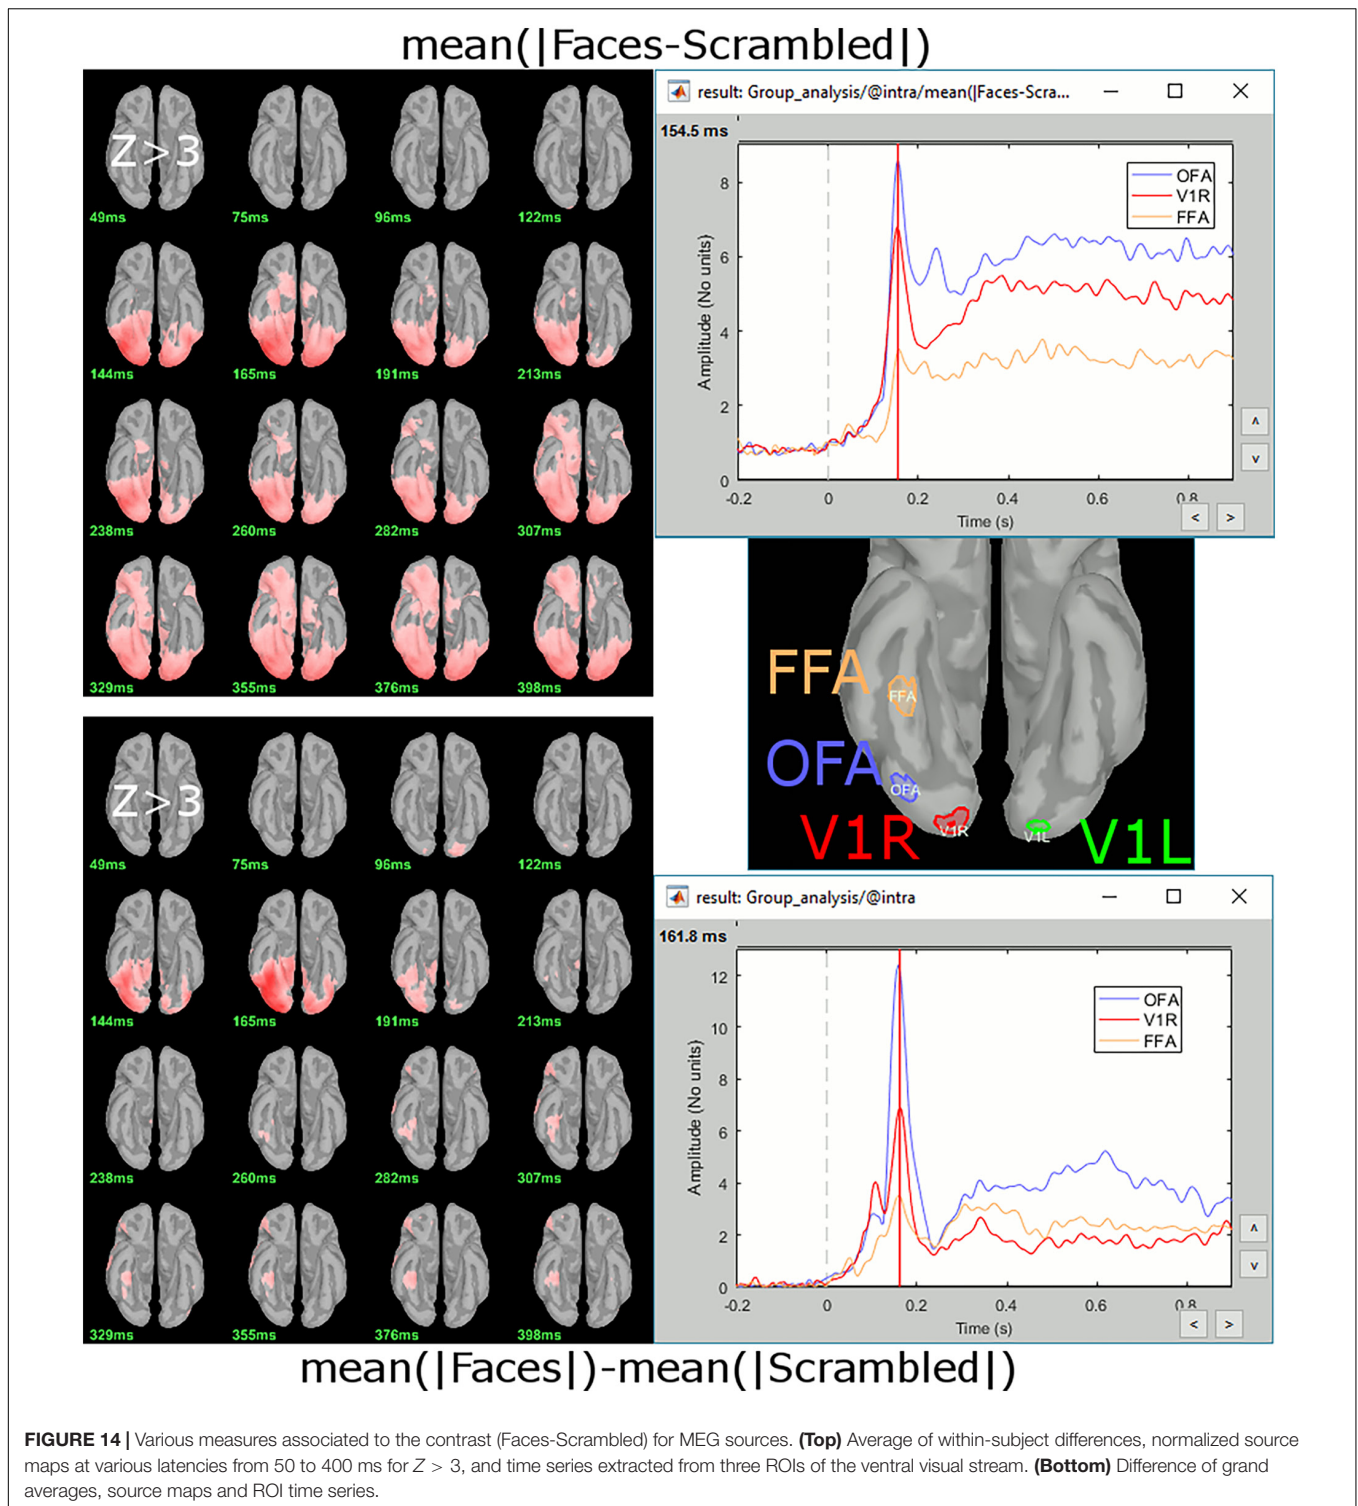 mean(|Faces-Scrambled|)
Z>3
49ms 75ms 96ms 122ms
144ms 165ms 191ms 213ms
238ms 260ms 282ms 307ms
329ms 355ms 376ms 398ms
result: Group_analysis/@intra/mean(|Faces-Scra...
154.5 ms
OFA
V1R
FFA
8
6
4
2
0
Amplitude (No units)
-0.2 0 0.2 0.4 0.6 0.8
Time (s)
< >
FFA
FFA
OFA
OFA
V1R
V1R
V1L
V1L
Z>3
49ms 75ms 96ms 122ms
144ms 165ms 191ms 213ms
238ms 260ms 282ms 307ms
329ms 355ms 376ms 398ms
result: Group_analysis/@intra
161.8 ms
OFA
V1R
FFA
12
10
8
6
4
2
0
Amplitude (No units)
-0.2 0 0.2 0.4 0.6 0.8
Time (s)
< >
mean(|Faces|)-mean(|Scrambled|)
FIGURE 14 | Various measures associated to the contrast (Faces-Scrambled) for MEG sources. (Top) Average of within-subject differences, normalized source
maps at various latencies from 50 to 400 ms for Z > 3, and time series extracted from three ROIs of the ventral visual stream. (Bottom) Difference of grand
averages, source maps and ROI time series.